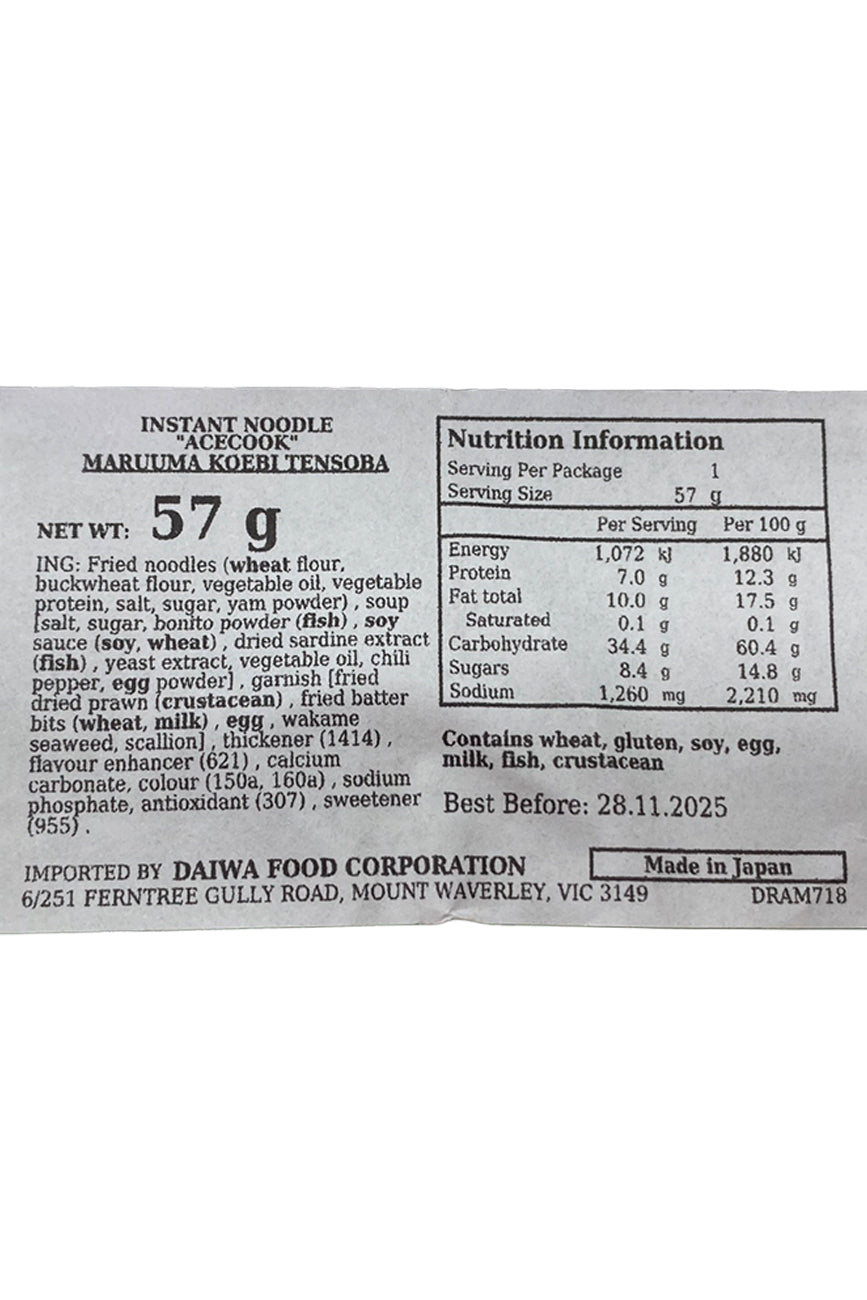 INSTANT NOODLE
"ACECOOK"
MARUUMA KOEBI TENSOBA
NET WT: 57 g
ING: Fried noodles (wheat flour,
buckwheat flour, vegetable oil, vegetable
protein, salt, sugar, yam powder) , soup
[salt, sugar, bonito powder (fish) , soy
sauce (soy, wheat) , dried sardine extract
(fish) , yeast extract, vegetable oil, chili
pepper, egg powder] , garnish [fried
dried prawn (crustacean) , fried batter
bits (wheat, milk) , egg , wakame
seaweed, scallion] , thickener (1414) ,
flavour enhancer (621) , calcium
carbonate, colour (150a, 160a) , sodium
phosphate, antioxidant (307) , sweetener
(955) .
Nutrition Information
Serving Per Package 1
Serving Size 57 g
Per Serving Per 100 g
Energy 1,072 kJ 1,880 kJ
Protein 7.0 g 12.3 g
Fat total 10.0 g 17.5 g
Saturated 0.1 g 0.1 g
Carbohydrate 34.4 g 60.4 g
Sugars 8.4 g 14.8 g
Sodium 1,260 mg 2,210 mg
Contains wheat, gluten, soy, egg,
milk, fish, crustacean
Best Before: 28.11.2025
IMPORTED BY DAIWA FOOD CORPORATION
Made in Japan
6/251 FERNTREE GULLY ROAD, MOUNT WAVERLEY, VIC 3149
DRAM718